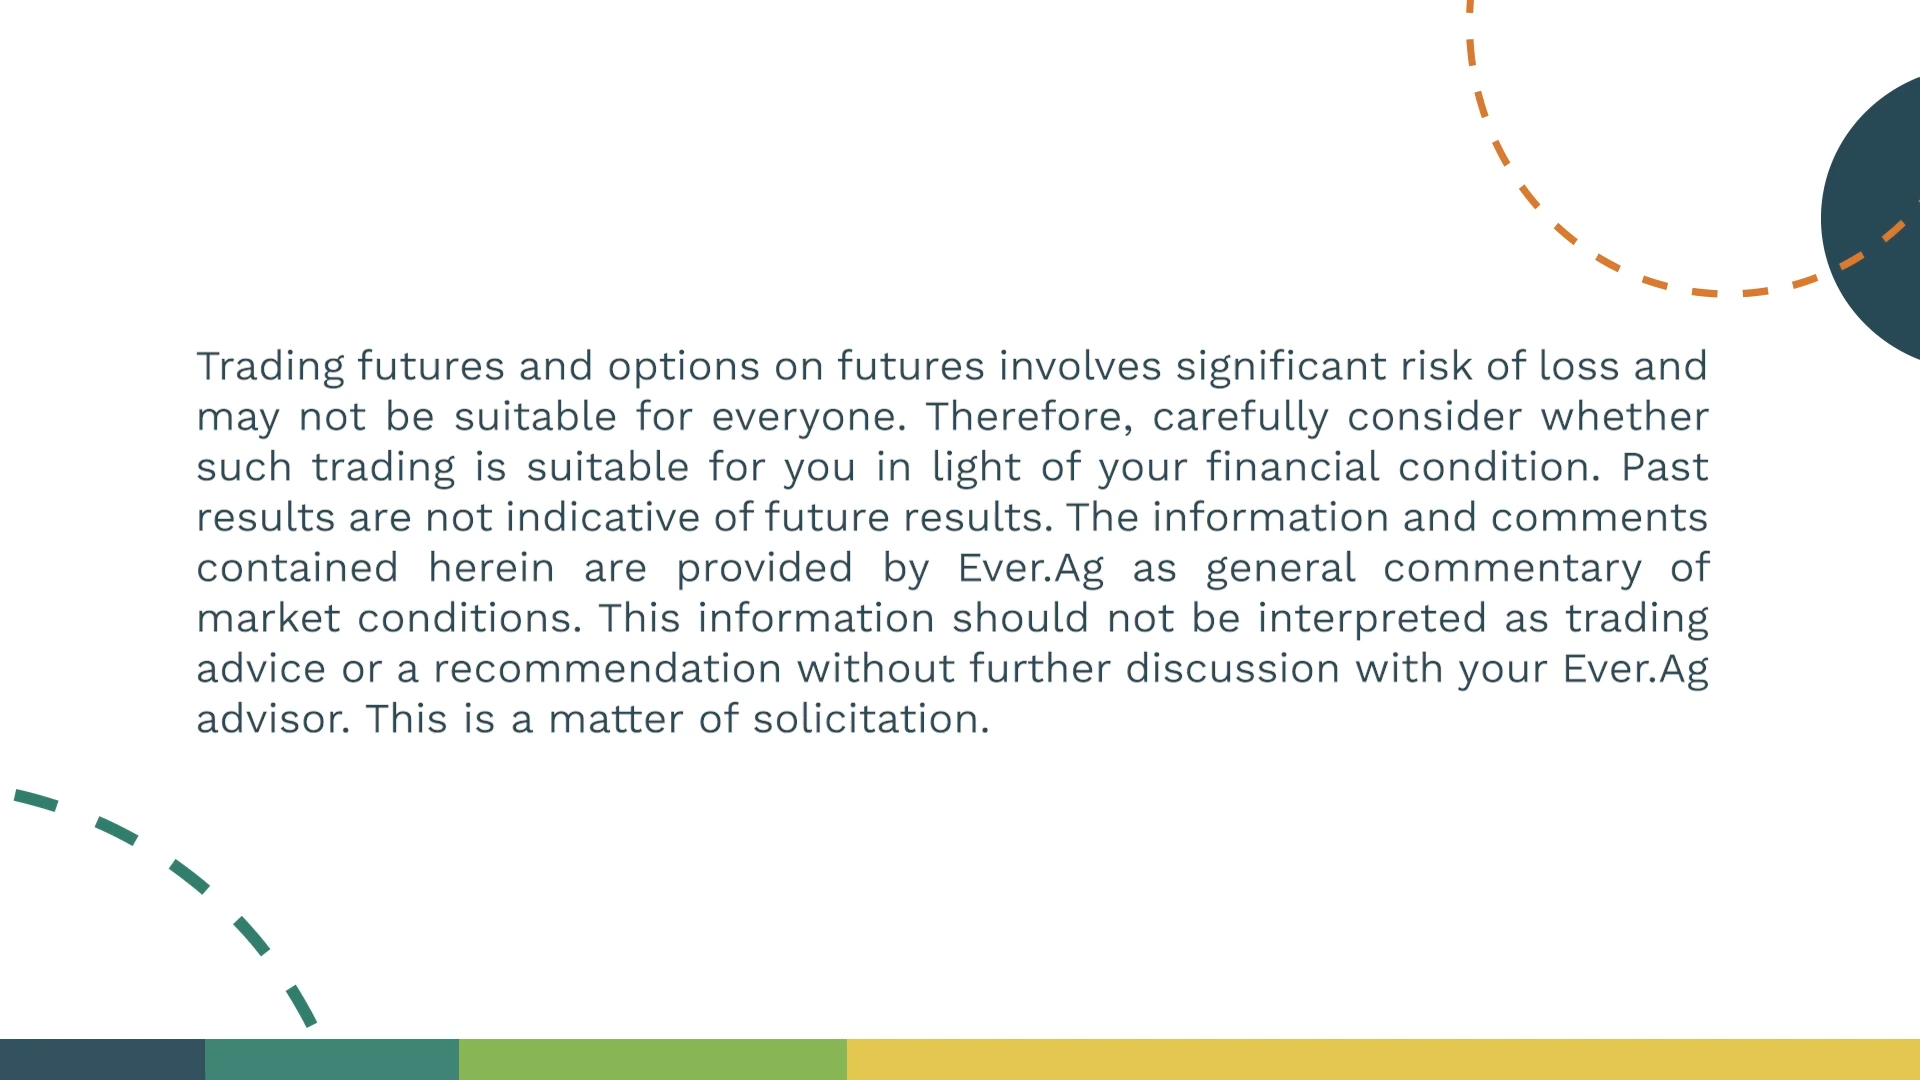 Trading futures and options on futures involves significant risk of loss and
may not be suitable for everyone. Therefore, carefully consider whether
such trading is suitable for you in light of your financial condition. Past
results are not indicative of future results. The information and comments
contained herein are provided by Ever.Ag as general commentary of
market conditions. This information should not be interpreted as trading
advice or a recommendation without further discussion with your Ever.Ag
advisor. This is a matter of solicitation.